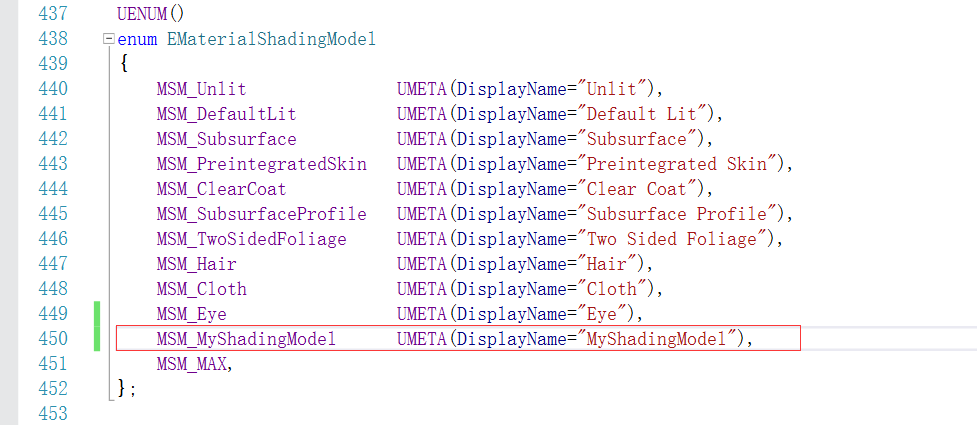 437 UENUM()
438 enum EMaterialShadingModel
439 {
440 MSM_Unlit UMETA(DisplayName="Unlit"),
441 MSM_DefaultLit UMETA(DisplayName="Default Lit"),
442 MSM_Subsurface UMETA(DisplayName="Subsurface"),
443 MSM_PreintegratedSkin UMETA(DisplayName="Preintegrated Skin"),
444 MSM_ClearCoat UMETA(DisplayName="Clear Coat"),
445 MSM_SubsurfaceProfile UMETA(DisplayName="Subsurface Profile"),
446 MSM_TwoSidedFoliage UMETA(DisplayName="Two Sided Foliage"),
447 MSM_Hair UMETA(DisplayName="Hair"),
448 MSM_Cloth UMETA(DisplayName="Cloth"),
449 MSM_Eye UMETA(DisplayName="Eye"),
450 MSM_MyShadingModel UMETA(DisplayName="MyShadingModel"),
451 MSM_MAX,
452 };
453